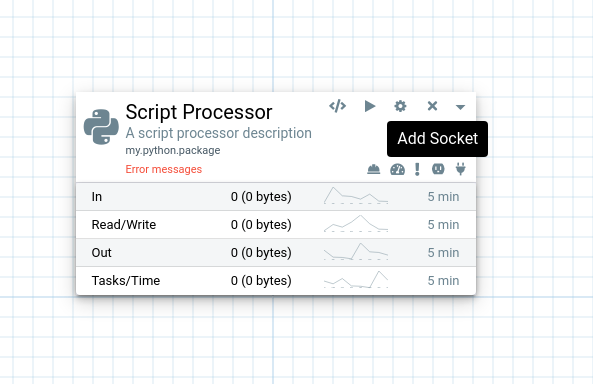 Script Processor
A script processor description
my.python.package
Error messages
Add Socket
In 0 (0 bytes) 5 min
Read/Write 0 (0 bytes) 5 min
Out 0 (0 bytes) 5 min
Tasks/Time 0 (0 bytes) 5 min